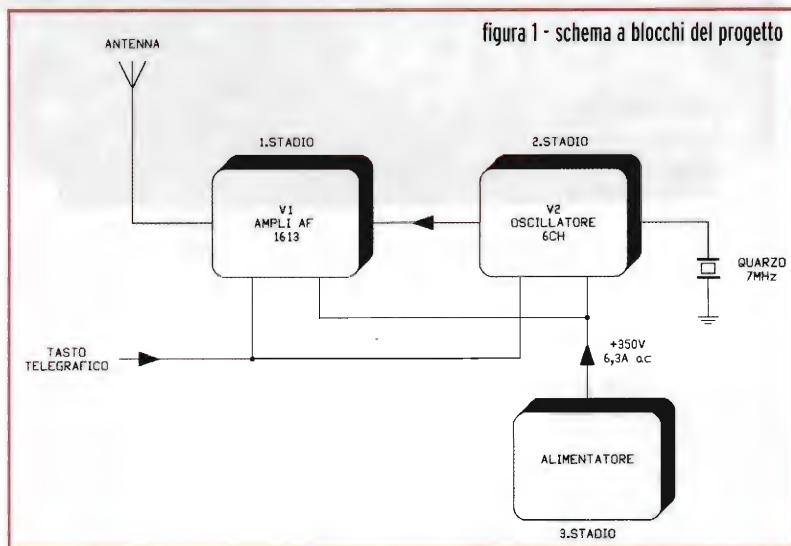 figura 1 - schema a blocchi del progetto
ANTENNA
1.STADIO
2.STADIO
V1
AMPLI AF
1613
V2
OSCILLATORE
6CH
QUARZO
7MHz
TASTO
TELEGRAFICO
+350V
6,3A a.c
ALIMENTATORE
3.STADIO